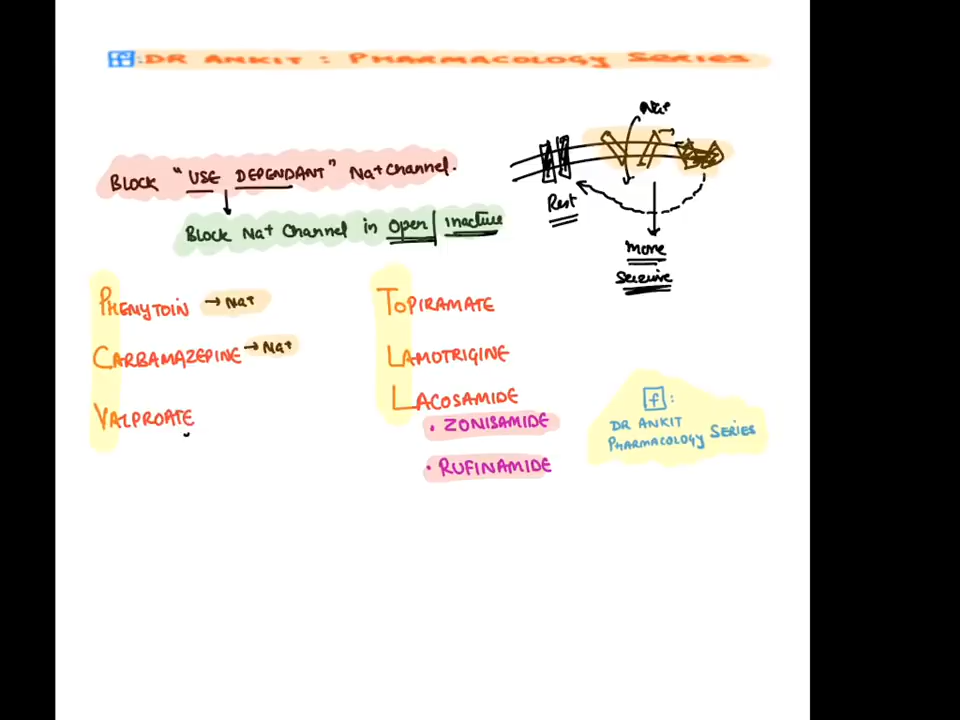 f: DR ANKIT : PHARMACOLOGY SERIES
Na+
BLOCK "USE DEPENDANT" Na+ CHANNEL.
Rest
BLOCK Na+ CHANNEL in Open | inactive
more
seizure
PHENYTOIN → Na+
CARBAMAZEPINE → Na+
VALPROATE
TOPIRAMATE
LAMOTRIGINE
LACOSAMIDE
• ZONISAMIDE
• RUFINAMIDE
f:
DR ANKIT
PHARMACOLOGY SERIES